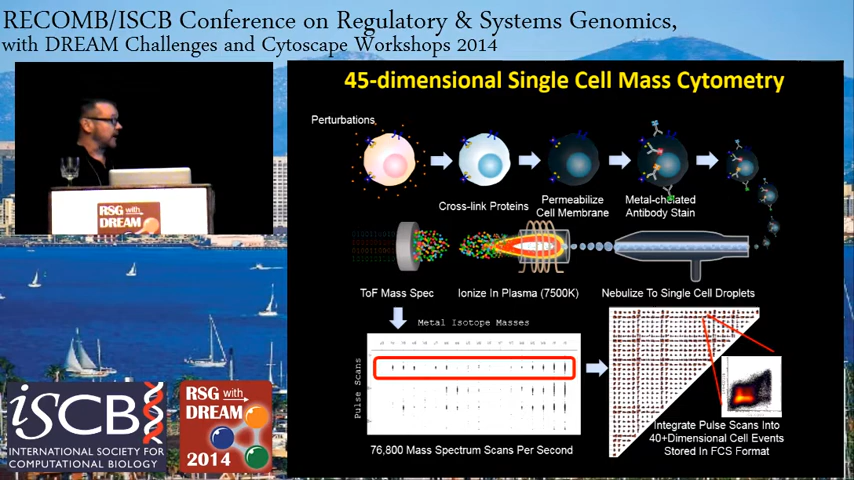 RECOMB/ISCB Conference on Regulatory & Systems Genomics,
with DREAM Challenges and Cytoscape Workshops 2014
45-dimensional Single Cell Mass Cytometry
Perturbations
Cross-link Proteins
Permeabilize
Cell Membrane
Metal-chelated
Antibody Stain
ToF Mass Spec
Ionize In Plasma (7500K)
Nebulize To Single Cell Droplets
Metal Isotope Masses
Pulse Scans
76,800 Mass Spectrum Scans Per Second
Integrate Pulse Scans Into
40+Dimensional Cell Events
Stored In FCS Format
RSG with
DREAM
iSCB
INTERNATIONAL SOCIETY FOR
COMPUTATIONAL BIOLOGY
RSG with
DREAM
2014